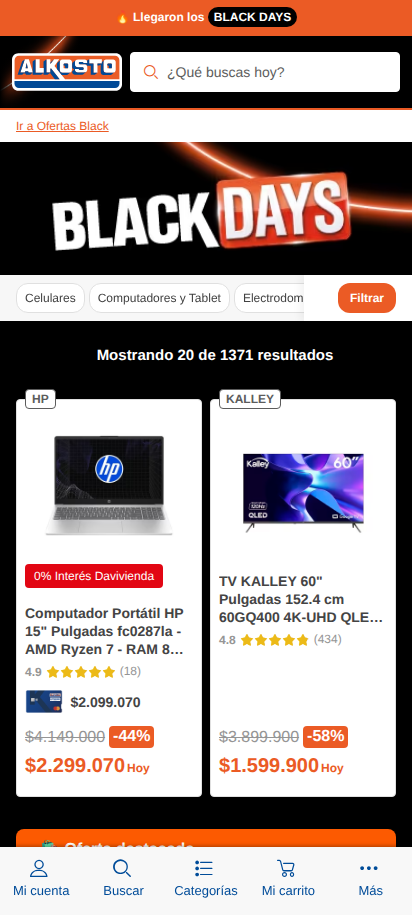 🔥 Llegaron los BLACK DAYS
ALKOSTO
¿Qué buscas hoy?
Ir a Ofertas Black
BLACK DAYS
Celulares
Computadores y Tablet
Electrodom
Filtrar
Mostrando 20 de 1371 resultados
HP
hp
0% Interés Davivienda
Computador Portátil HP
15" Pulgadas fc0287la -
AMD Ryzen 7 - RAM 8...
4.9 (18)
$2.099.070
$4.149.000 -44%
$2.299.070 Hoy
KALLEY
Kalley
60"
120Hz
QLED
TV KALLEY 60"
Pulgadas 152.4 cm
60GQ400 4K-UHD QLE...
4.8 (434)
$3.899.900 -58%
$1.599.900 Hoy
Oferta destacada
Mi cuenta
Buscar
Categorías
Mi carrito
Más